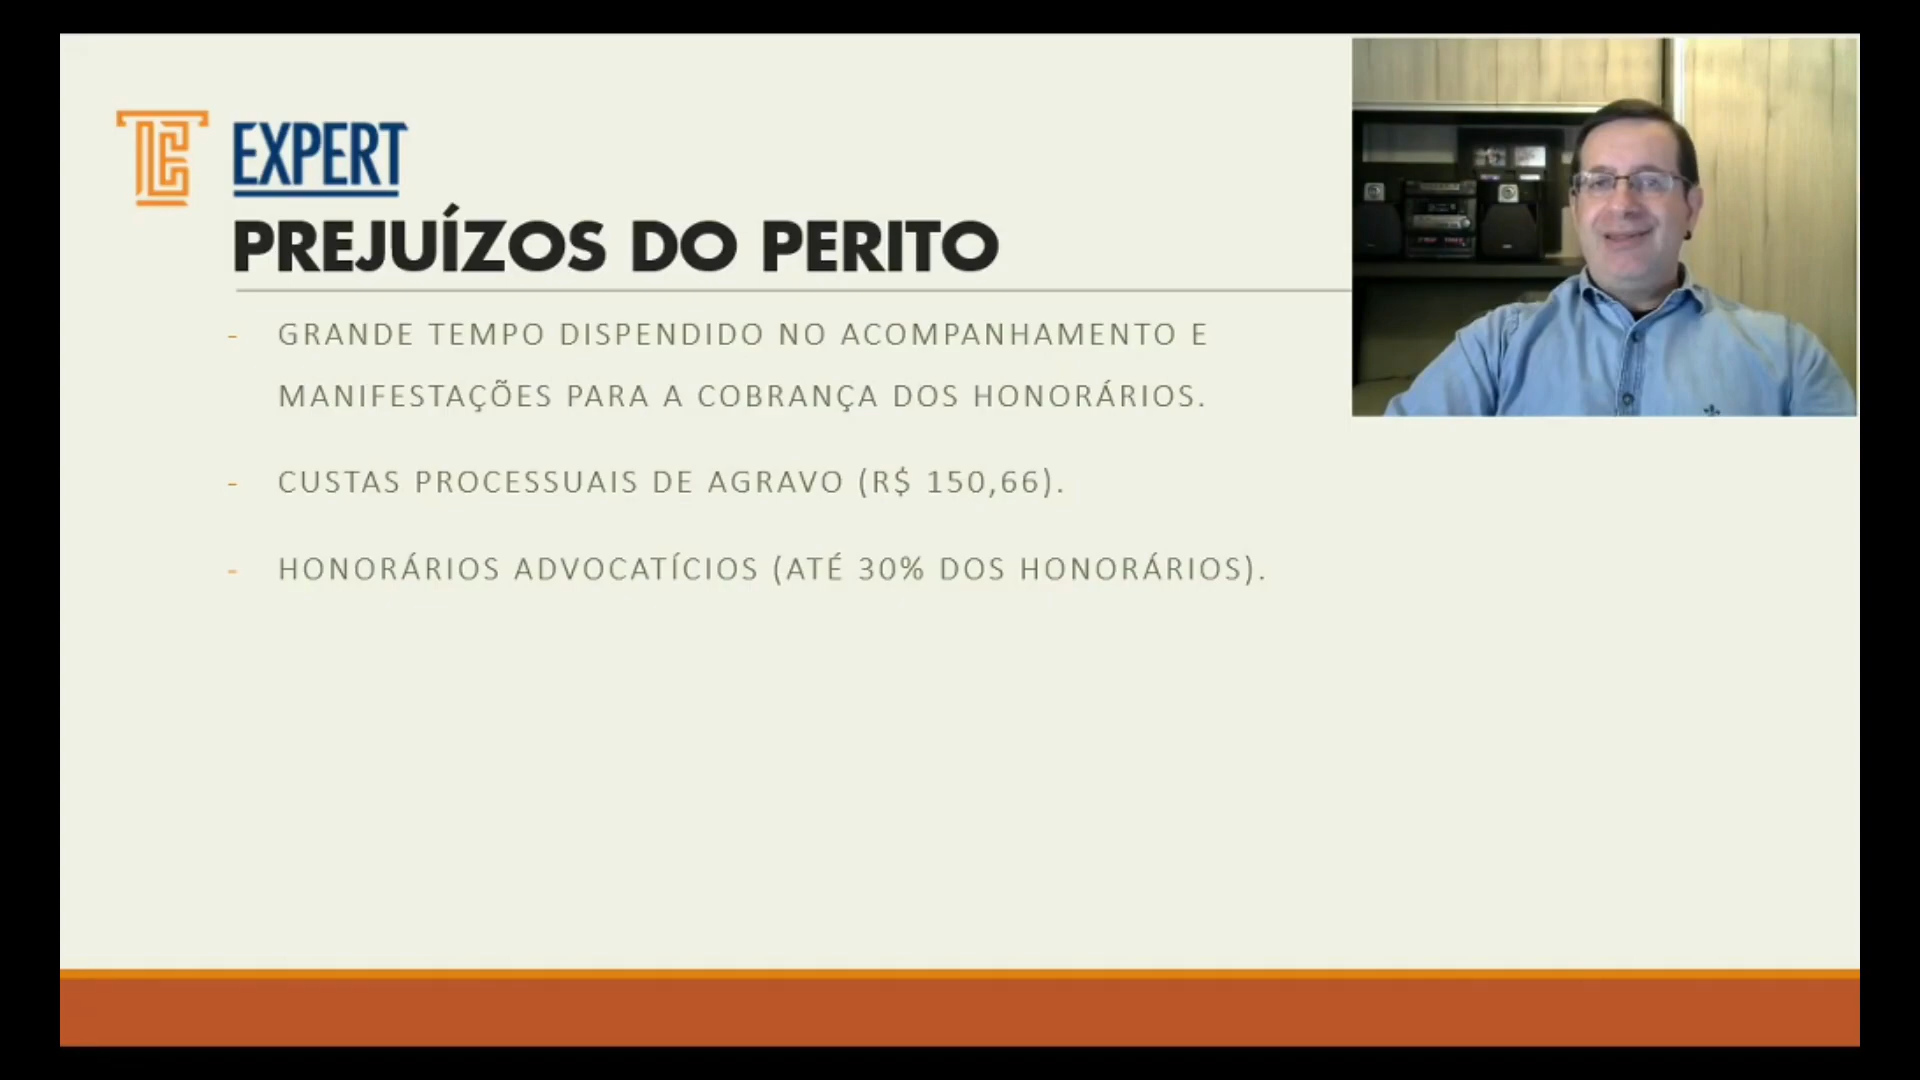 EXPERT
PREJUÍZOS DO PERITO
- GRANDE TEMPO DISPENDIDO NO ACOMPANHAMENTO E
MANIFESTAÇÕES PARA A COBRANÇA DOS HONORÁRIOS.
- CUSTAS PROCESSUAIS DE AGRAVO (R$ 150,66).
- HONORÁRIOS ADVOCATÍCIOS (ATÉ 30% DOS HONORÁRIOS).